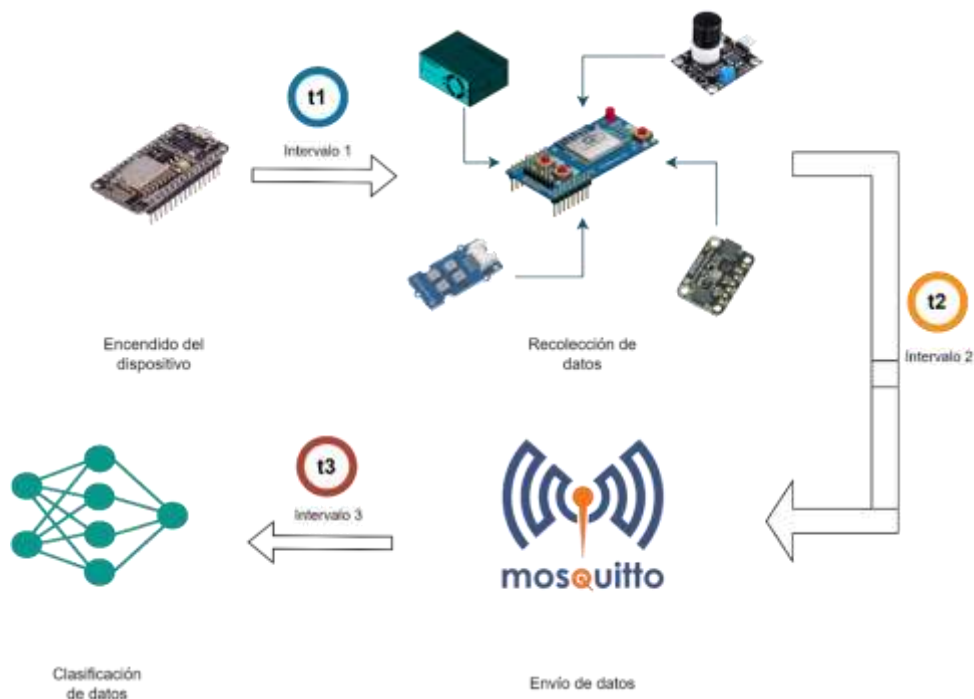 t1
Intervalo 1
Encendido del
dispositivo
Recolección de
datos
t2
Intervalo 2
t3
Intervalo 3
mosquitto
Clasificación
de datos
Envío de datos